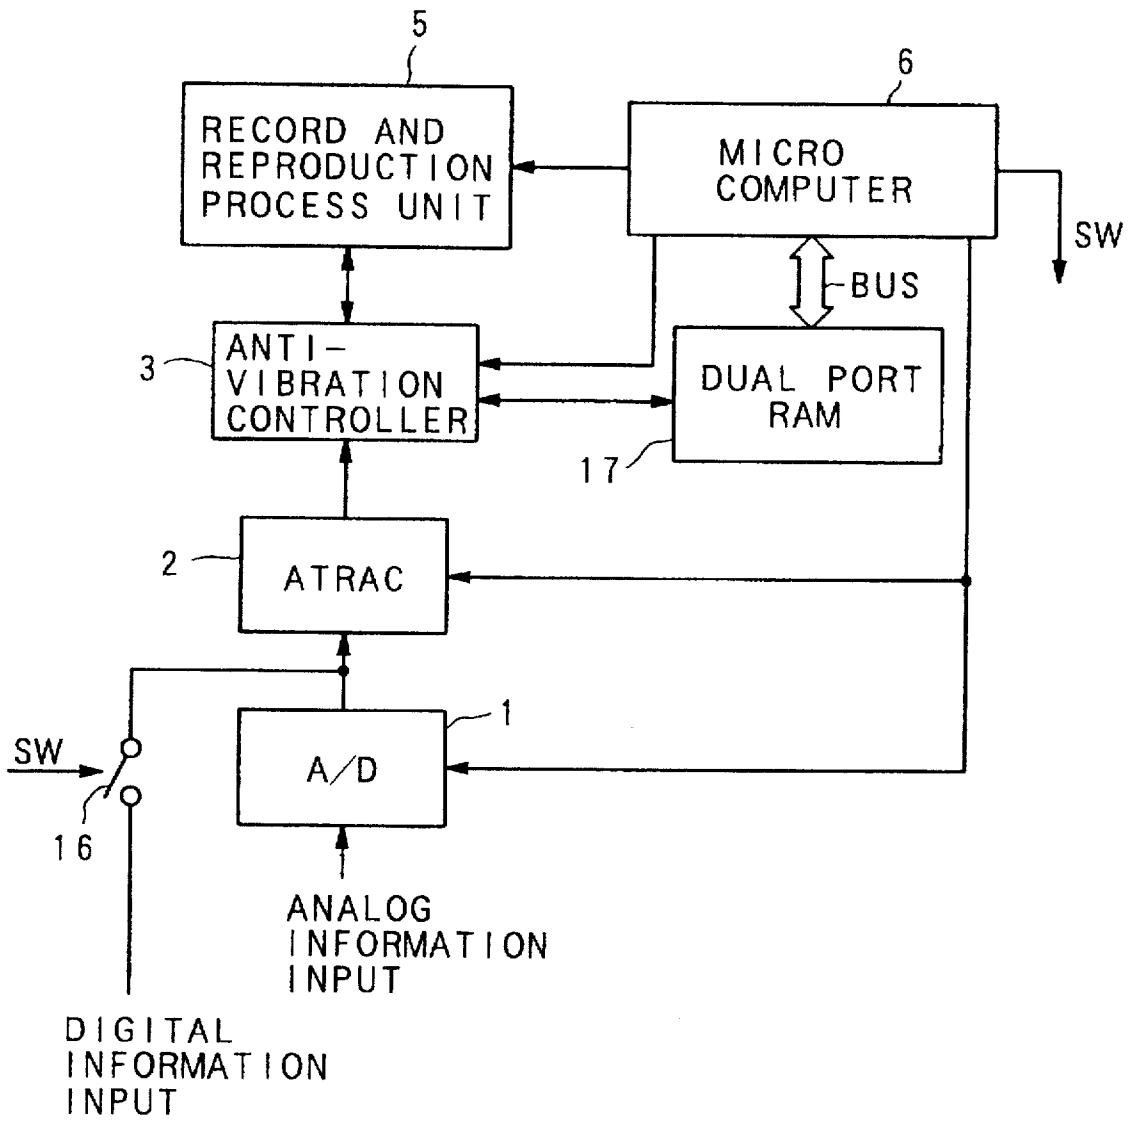 5
RECORD AND
REPRODUCTION
PROCESS UNIT
6
MICRO
COMPUTER
SW
BUS
3
ANTI-
VIBRATION
CONTROLLER
DUAL PORT
RAM
17
2
ATRAC
1
A/D
SW
16
ANALOG
INFORMATION
INPUT
DIGITAL
INFORMATION
INPUT